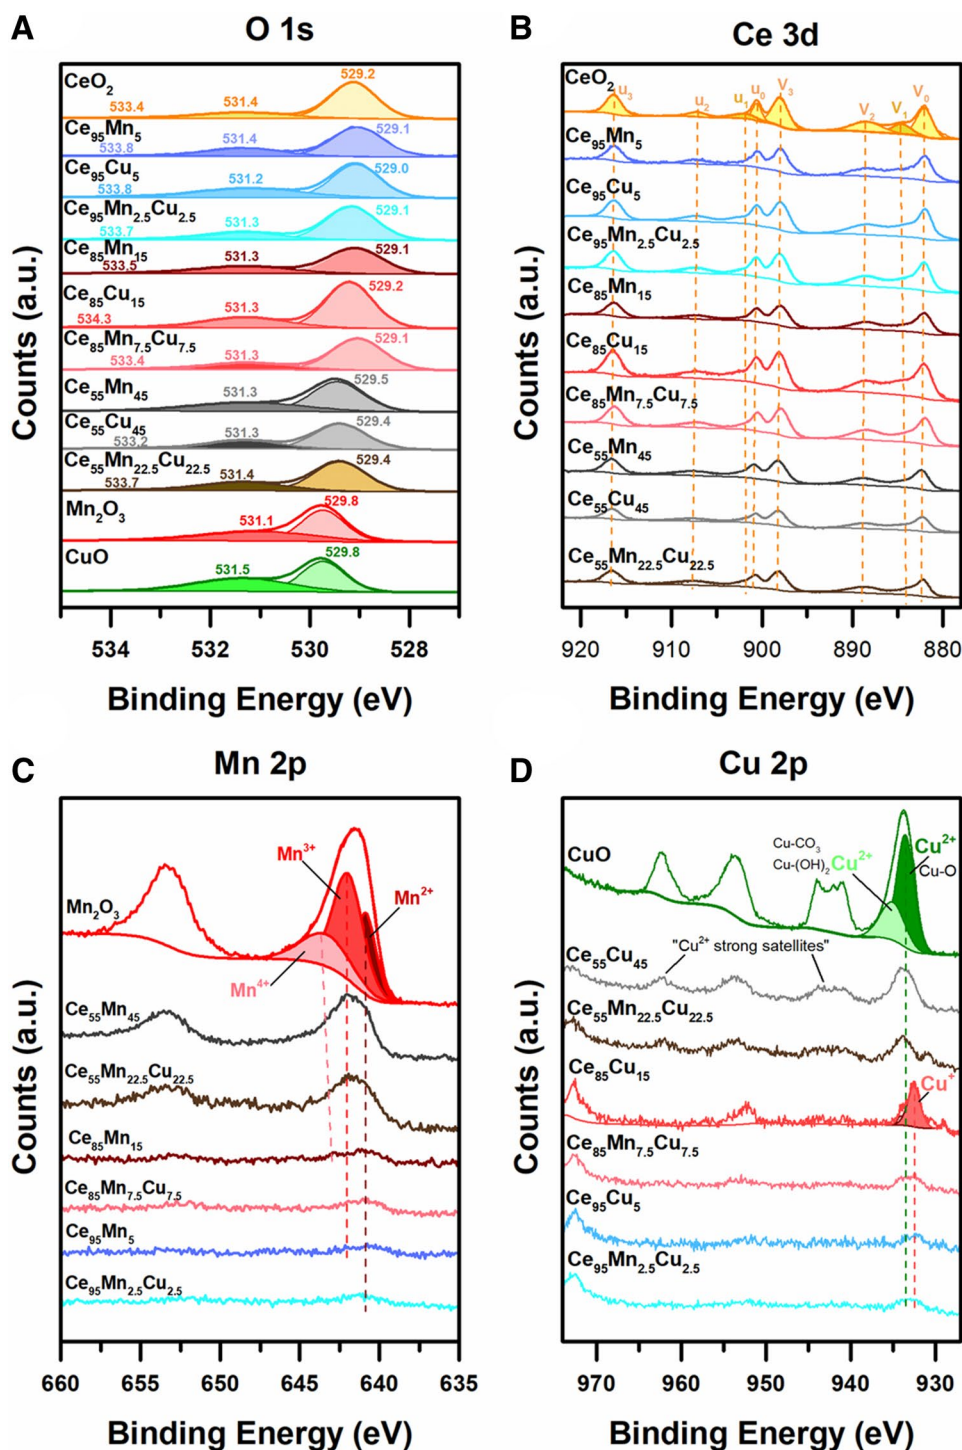 A
O 1s
CeO2
529.2
533.4
531.4
Ce95Mn5
533.8
531.4
529.1
Ce95Cu5
533.8
531.2
529.0
Ce95Mn2.5Cu2.5
533.7
531.3
529.1
Ce85Mn15
533.5
531.3
529.1
Ce85Cu15
534.3
531.3
529.2
Ce85Mn7.5Cu7.5
533.4
531.3
529.1
Ce55Mn45
531.3
529.5
Ce55Cu45
533.2
531.3
529.4
Ce55Mn22.5Cu22.5
533.7
531.4
529.4
Mn2O3
531.1
529.8
CuO
531.5
529.8
Counts (a.u.)
534 532 530 528
Binding Energy (eV)
B
Ce 3d
CeO2
u3 u2 u1 u0 V3 V2 V1 V0
Ce95Mn5
Ce95Cu5
Ce95Mn2.5Cu2.5
Ce85Mn15
Ce85Cu15
Ce85Mn7.5Cu7.5
Ce55Mn45
Ce55Cu45
Ce55Mn22.5Cu22.5
Counts (a.u.)
920 910 900 890 880
Binding Energy (eV)
C
Mn 2p
Mn3+
Mn2+
Mn4+
Mn2O3
Ce55Mn45
Ce55Mn22.5Cu22.5
Ce85Mn15
Ce85Mn7.5Cu7.5
Ce95Mn5
Ce95Mn2.5Cu2.5
Counts (a.u.)
660 655 650 645 640 635
Binding Energy (eV)
D
Cu 2p
CuO
Cu-CO3
Cu-(OH)2
Cu2+
Cu2+
Cu-O
"Cu2+ strong satellites"
Ce55Cu45
Ce55Mn22.5Cu22.5
Ce85Cu15
Cu+
Ce85Mn7.5Cu7.5
Ce95Cu5
Ce95Mn2.5Cu2.5
Counts (a.u.)
970 960 950 940 930
Binding Energy (eV)